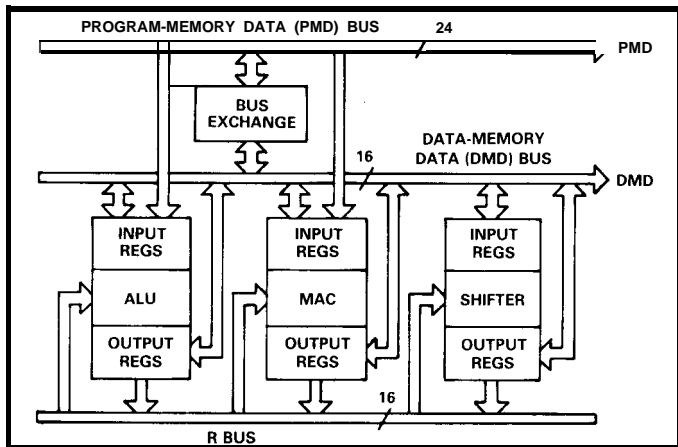 PROGRAM-MEMORY DATA (PMD) BUS
24
PMD
BUS
EXCHANGE
DATA-MEMORY
DATA (DMD) BUS
16
DMD
INPUT
REGS
ALU
OUTPUT
REGS
INPUT
REGS
MAC
OUTPUT
REGS
INPUT
REGS
SHIFTER
OUTPUT
REGS
16
R BUS